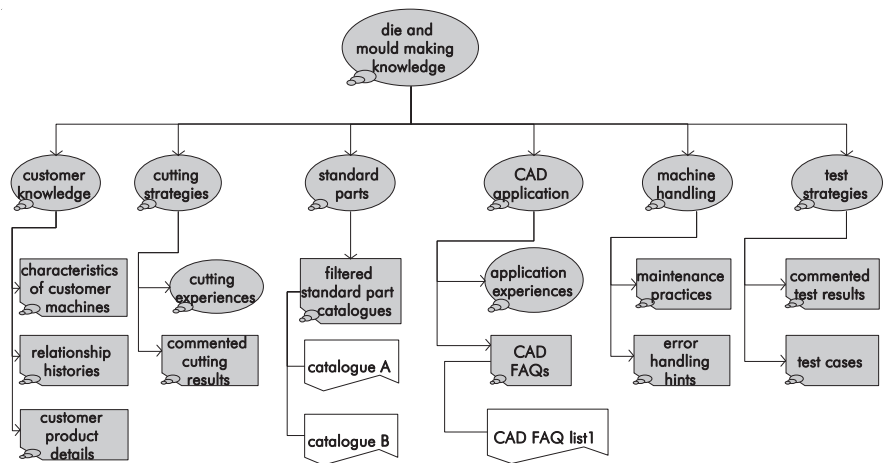 die and
mould making
knowledge
customer
knowledge
cutting
strategies
standard
parts
CAD
application
machine
handling
test
strategies
characteristics
of customer
machines
cutting
experiences
filtered
standard part
catalogues
application
experiences
maintenance
practices
commented
test results
relationship
histories
commented
cutting
results
catalogue A
CAD
FAQs
error
handling
hints
test cases
customer
product
details
catalogue B
CAD FAQ list1